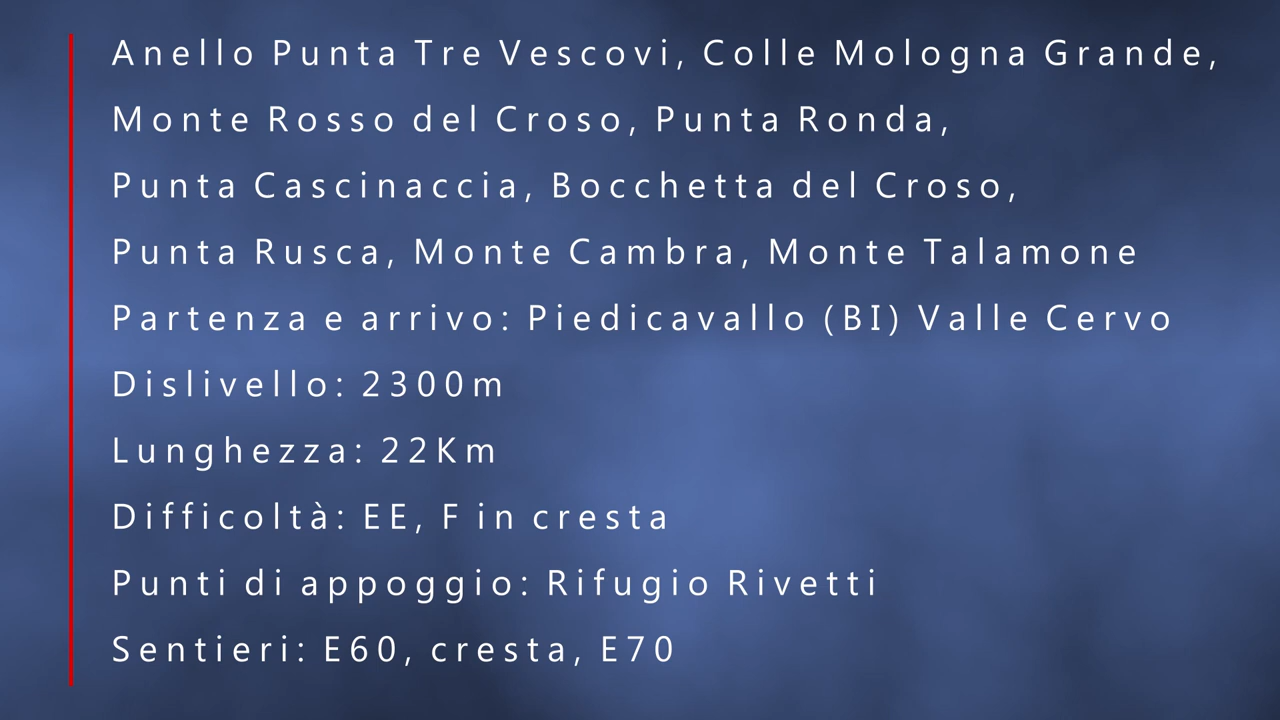 Anello Punta Tre Vescovi, Colle Mologna Grande,
Monte Rosso del Croso, Punta Ronda,
Punta Cascinaccia, Bocchetta del Croso,
Punta Rusca, Monte Cambra, Monte Talamone
Partenza e arrivo: Piedicavallo (BI) Valle Cervo
Dislivello: 2300m
Lunghezza: 22Km
Difficoltà: EE, F in cresta
Punti di appoggio: Rifugio Rivetti
Sentieri: E60, cresta, E70